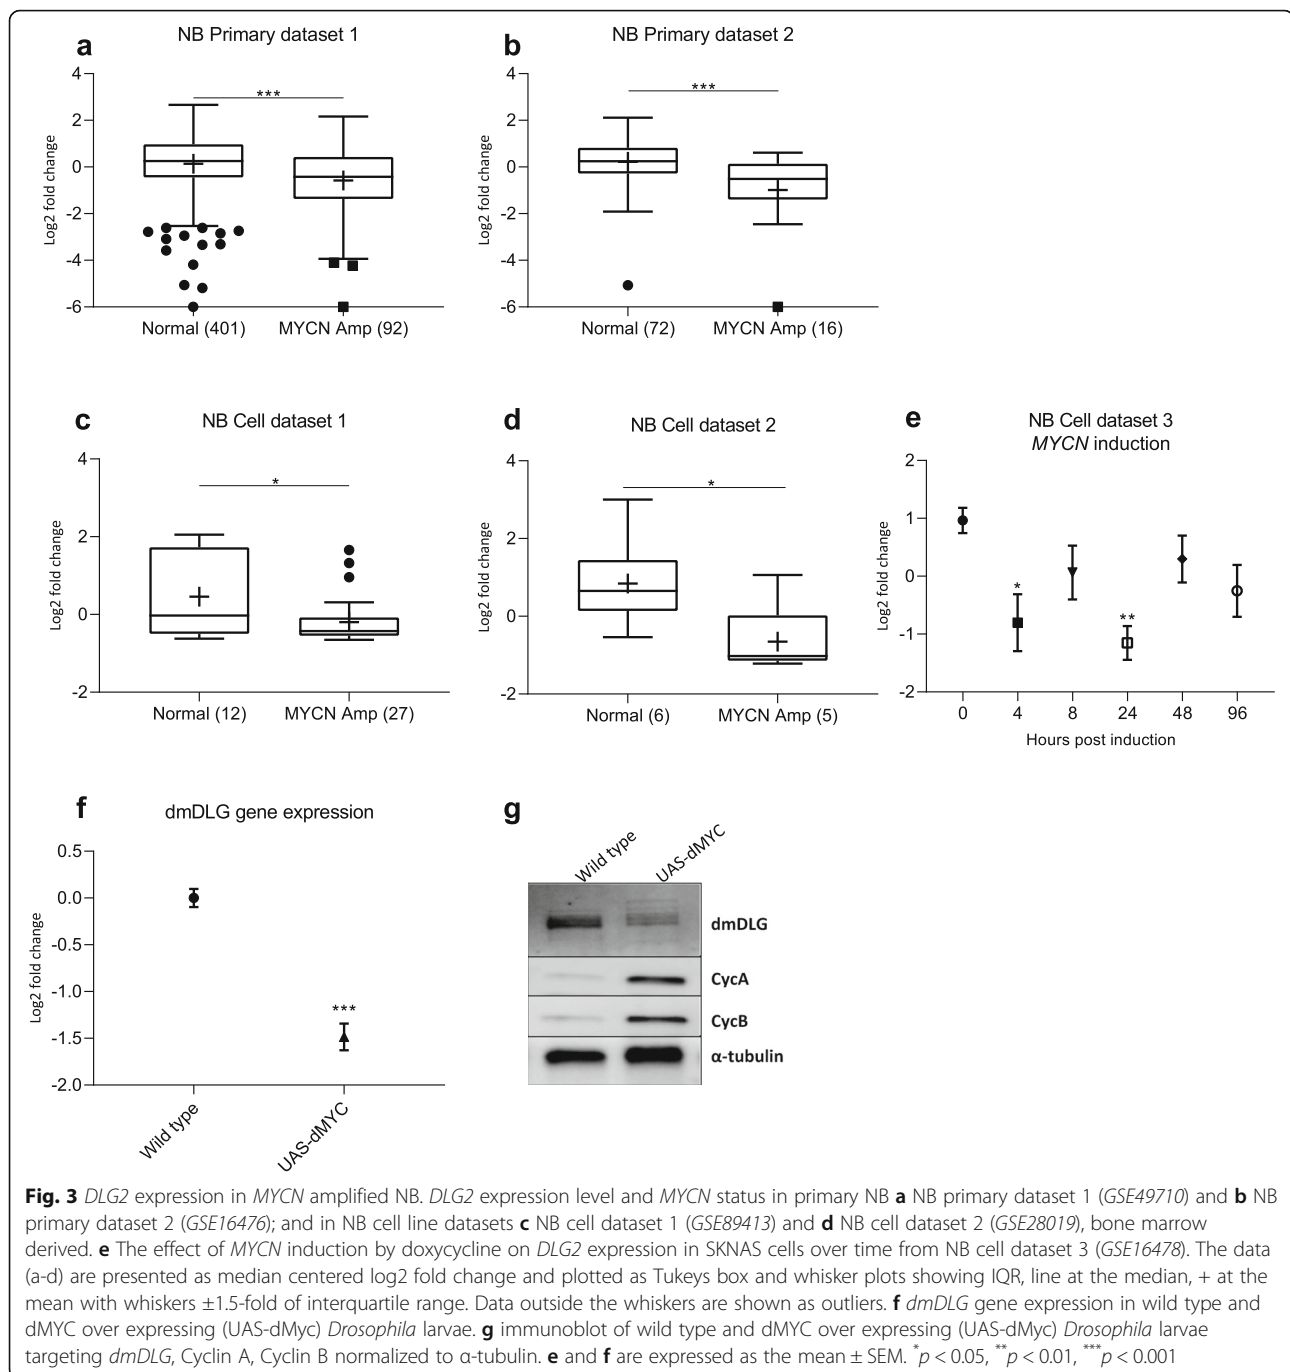 a
NB Primary dataset 1
***
Log2 fold change
4
2
0
-2
-4
-6
Normal (401)
MYCN Amp (92)
b
NB Primary dataset 2
***
Log2 fold change
4
2
0
-2
-4
-6
Normal (72)
MYCN Amp (16)
c
NB Cell dataset 1
*
Log2 fold change
4
2
0
-2
Normal (12)
MYCN Amp (27)
d
NB Cell dataset 2
*
Log2 fold change
4
2
0
-2
Normal (6)
MYCN Amp (5)
e
NB Cell dataset 3
MYCN induction
Log2 fold change
2
1
0
-1
-2
*
**
0 4 8 24 48 96
Hours post induction
f
dmDLG gene expression
Log2 fold change
0.5
0.0
-0.5
-1.0
-1.5
-2.0
***
Wild type
UAS-dMYC
g
Wild type
UAS-dMYC
dmDLG
CycA
CycB
α-tubulin
Fig. 3 DLG2 expression in MYCN amplified NB. DLG2 expression level and MYCN status in primary NB a NB primary dataset 1 (GSE49710) and b NB
primary dataset 2 (GSE16476); and in NB cell line datasets c NB cell dataset 1 (GSE89413) and d NB cell dataset 2 (GSE28019), bone marrow
derived. e The effect of MYCN induction by doxycycline on DLG2 expression in SKNAS cells over time from NB cell dataset 3 (GSE16478). The data
(a-d) are presented as median centered log2 fold change and plotted as Tukeys box and whisker plots showing IQR, line at the median, + at the
mean with whiskers ±1.5-fold of interquartile range. Data outside the whiskers are shown as outliers. f dmDLG gene expression in wild type and
dMYC over expressing (UAS-dMyc) Drosophila larvae. g immunoblot of wild type and dMYC over expressing (UAS-dMyc) Drosophila larvae
targeting dmDLG, Cyclin A, Cyclin B normalized to α-tubulin. e and f are expressed as the mean ± SEM. *p < 0.05, **p < 0.01, ***p < 0.001